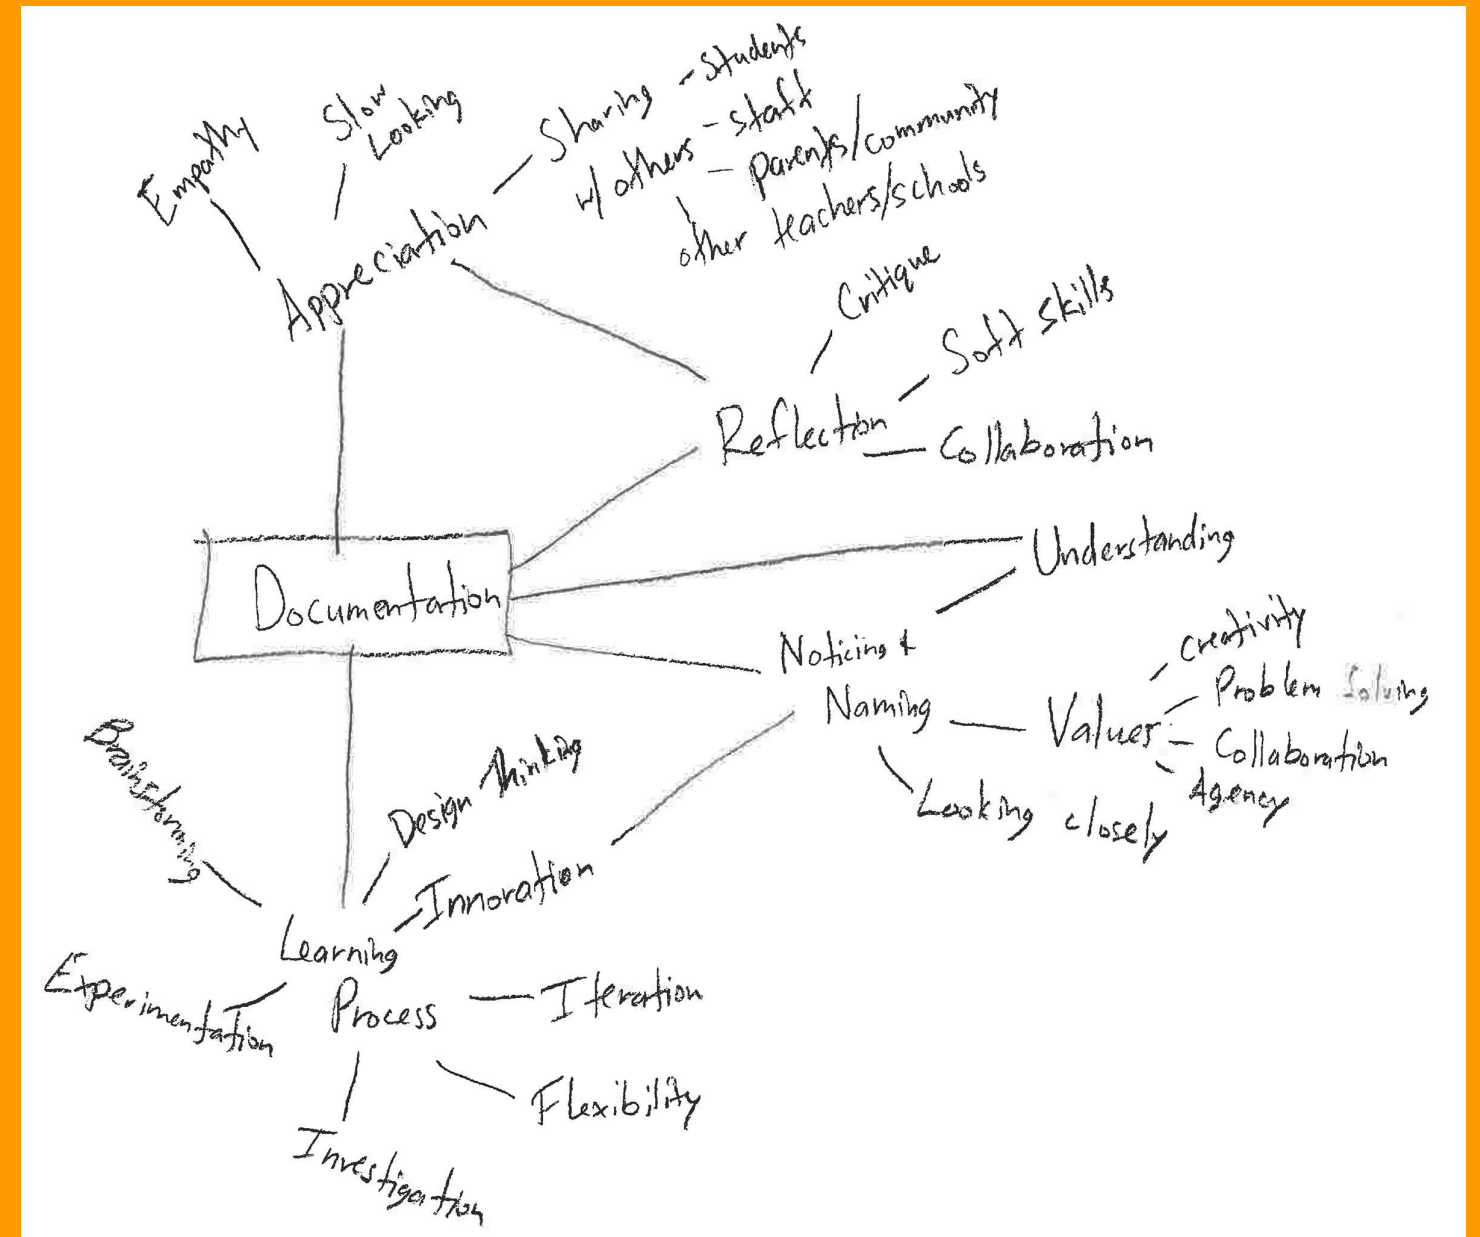 Empathy
Slow
Looking
Sharing - students
w/ others - staff
- parents/community
other teachers/schools
Appreciation
Critique
Soft skills
Reflection
Collaboration
Understanding
Documentation
Noticing +
Naming
Values
creativity
Problem Solving
Collaboration
Agency
Looking closely
Brainstorming
Design Thinking
Innovation
Learning
Process
Experimentation
Iteration
Flexibility
Investigation